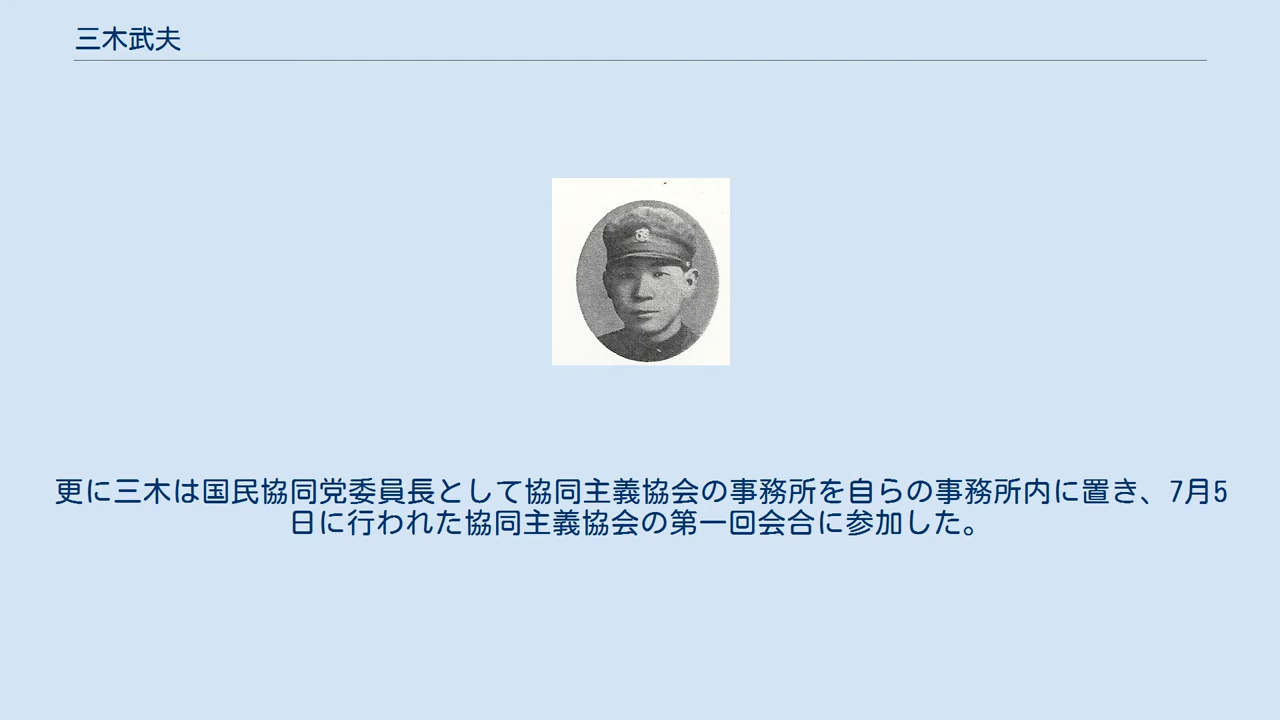 三木武夫
更に三木は国民協同党委員長として協同主義協会の事務所を自らの事務所内に置き、7月5
日に行われた協同主義協会の第一回会合に参加した。